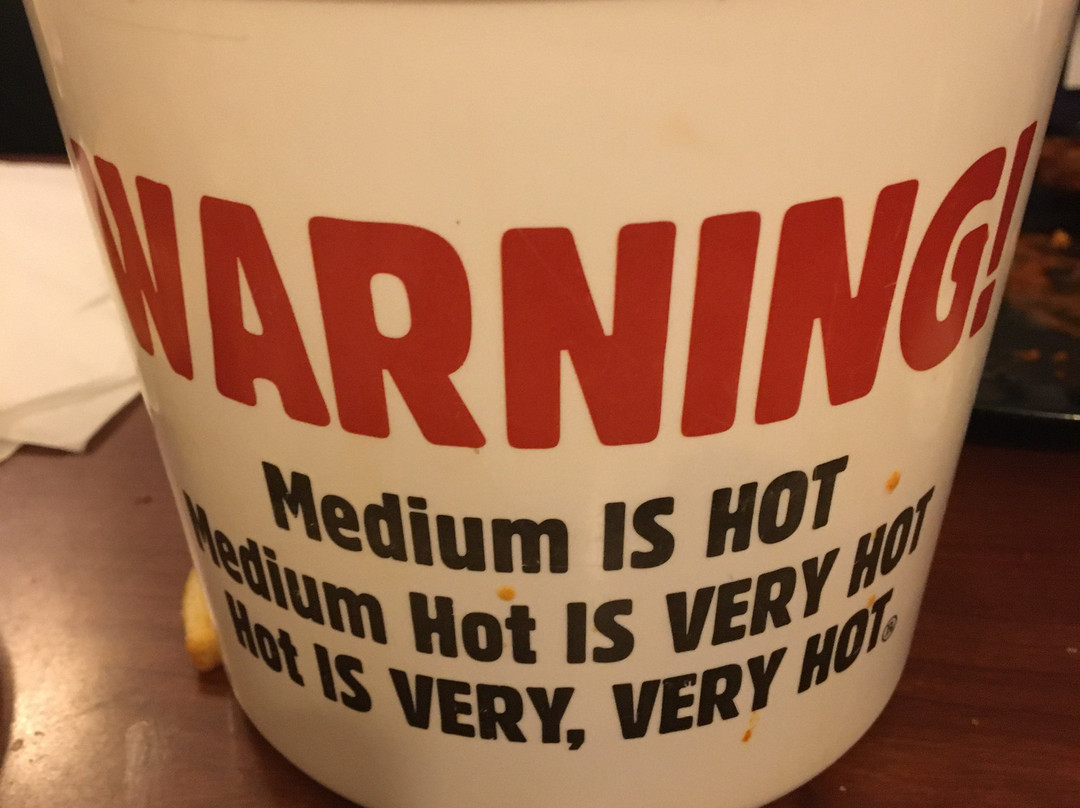 WARNING!
Medium IS HOT
Medium Hot IS VERY HOT
Hot IS VERY, VERY HOT.®